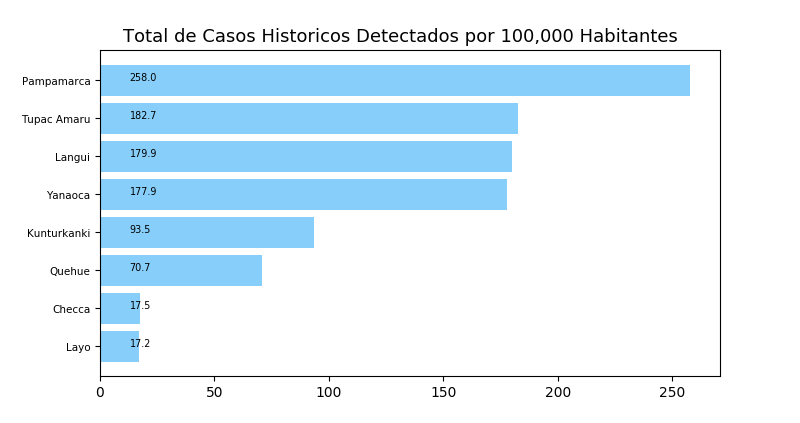 Total de Casos Historicos Detectados por 100,000 Habitantes
Pampamarca 258.0
Tupac Amaru 182.7
Langui 179.9
Yanaoca 177.9
Kunturkanki 93.5
Quehue 70.7
Checca 17.5
Layo 17.2
0 50 100 150 200 250